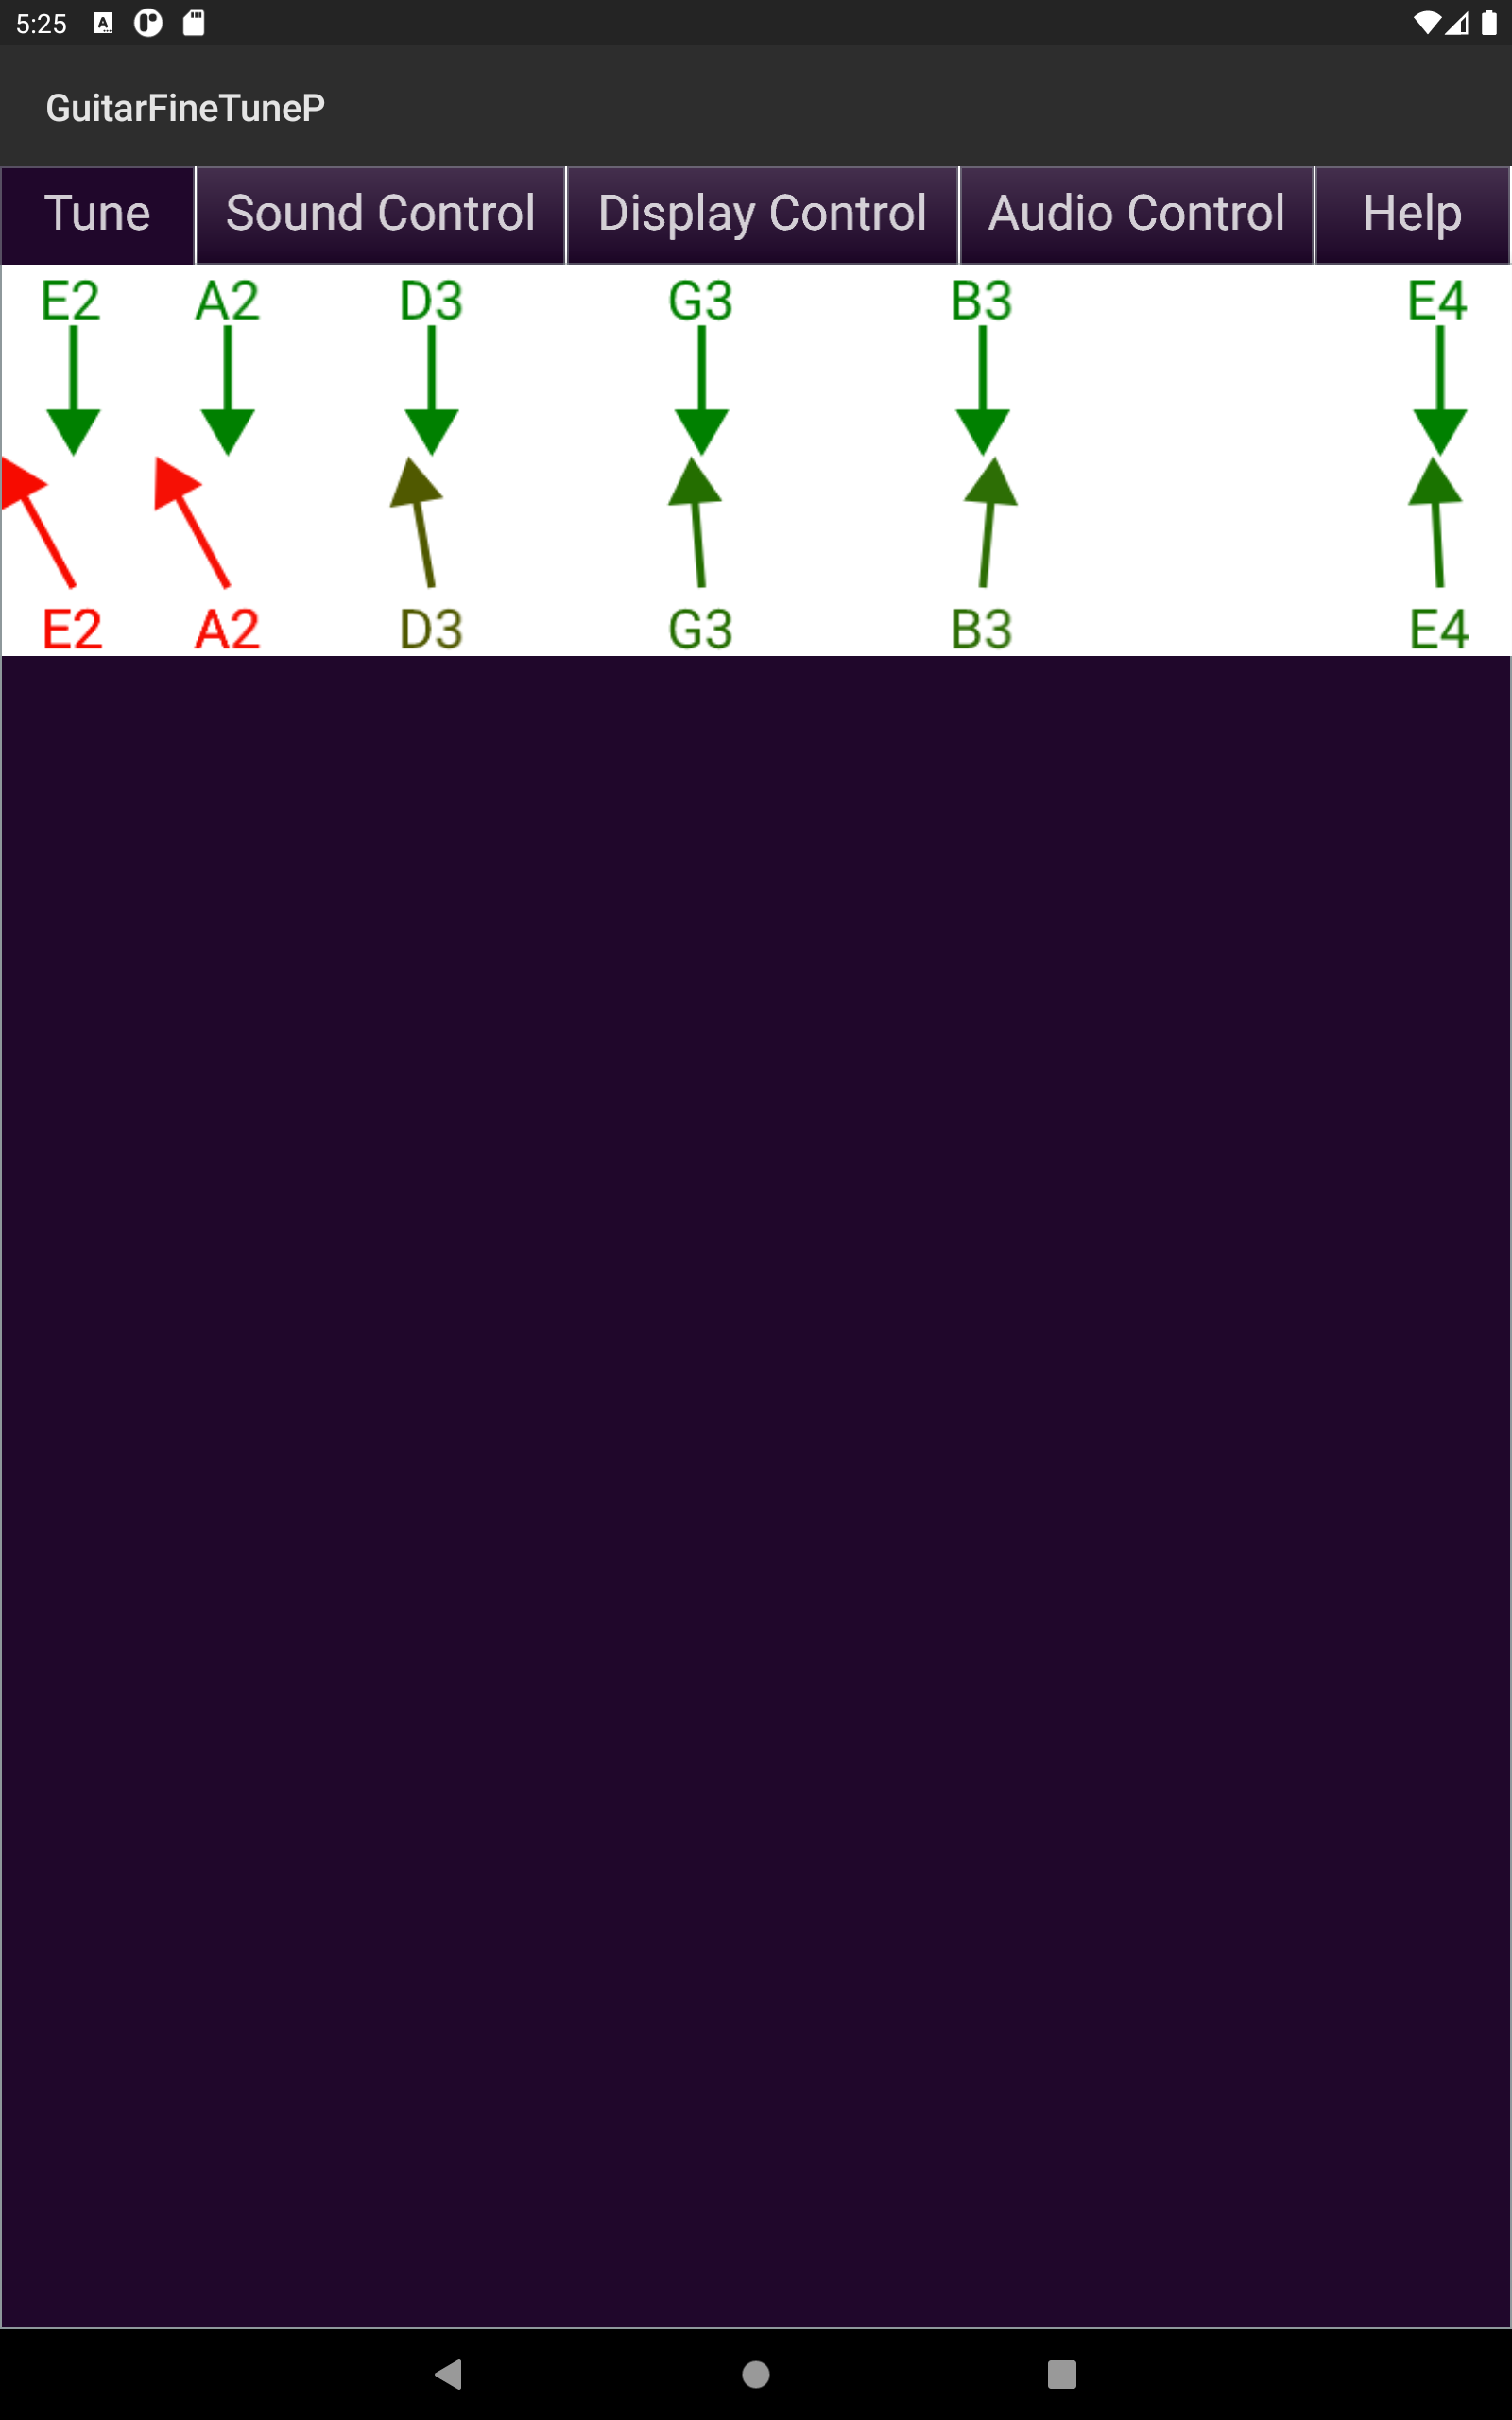 5:25
GuitarFineTuneP
Tune Sound Control Display Control Audio Control Help
E2 A2 D3 G3 B3 E4
E2 A2 D3 G3 B3 E4